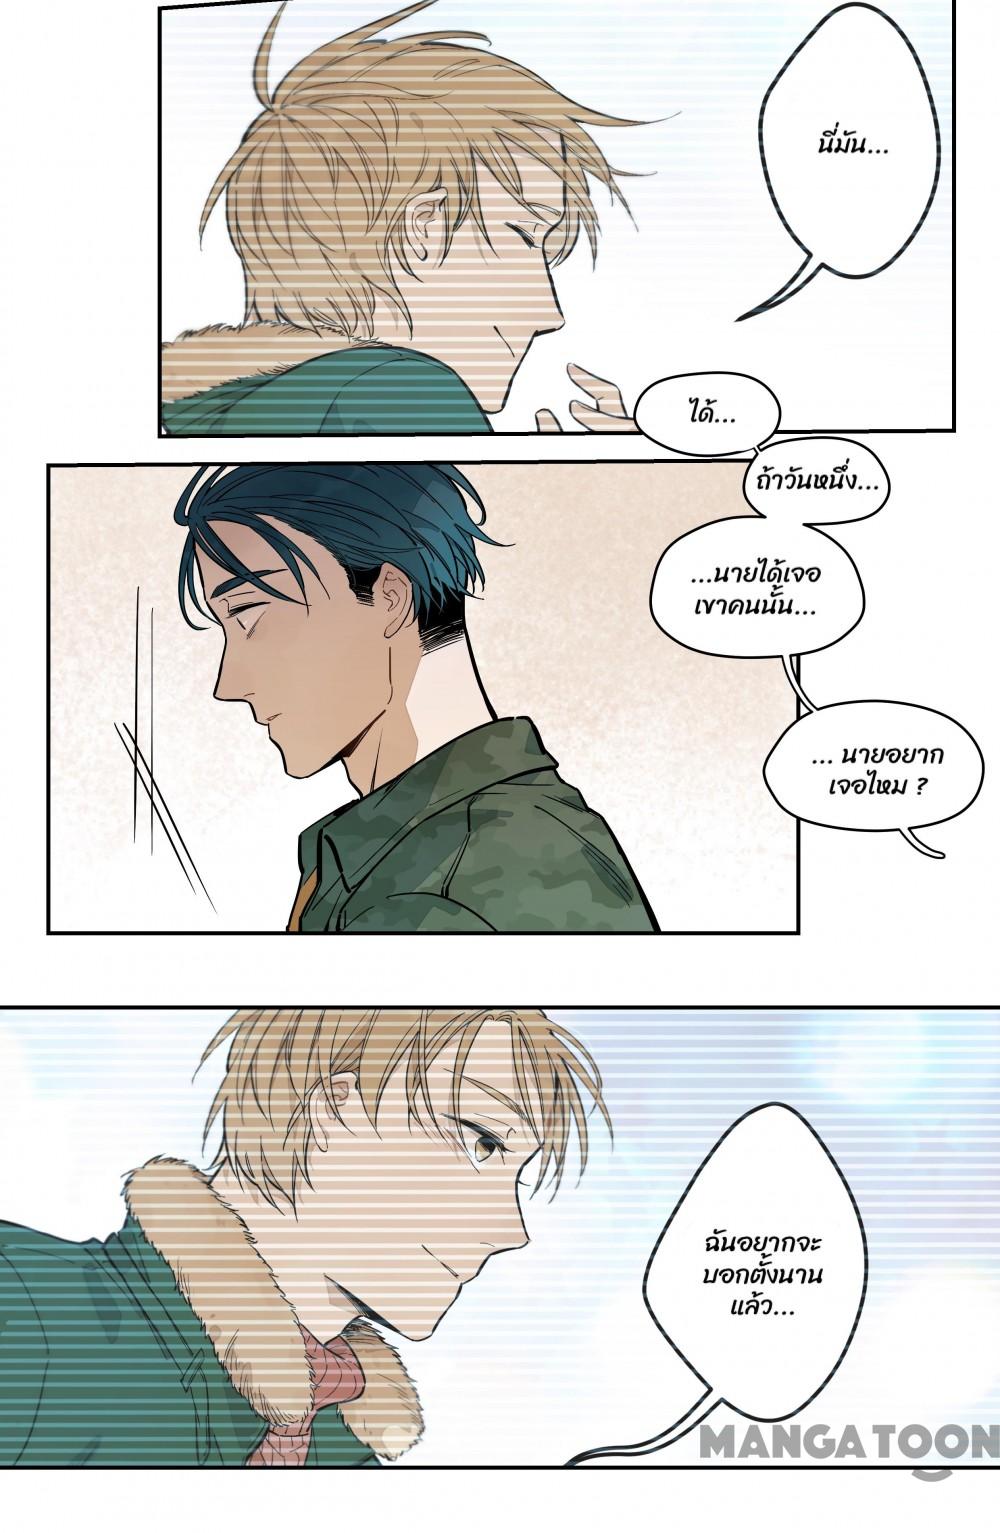 นี่มัน...
ได้...
ถ้าวันหนึ่ง...
...นายได้เจอ
เขาคนนั้น...
... นายอยาก
เจอไหม ?
ฉันอยากจะ
บอกตั้งนาน
แล้ว...
MANGATOON